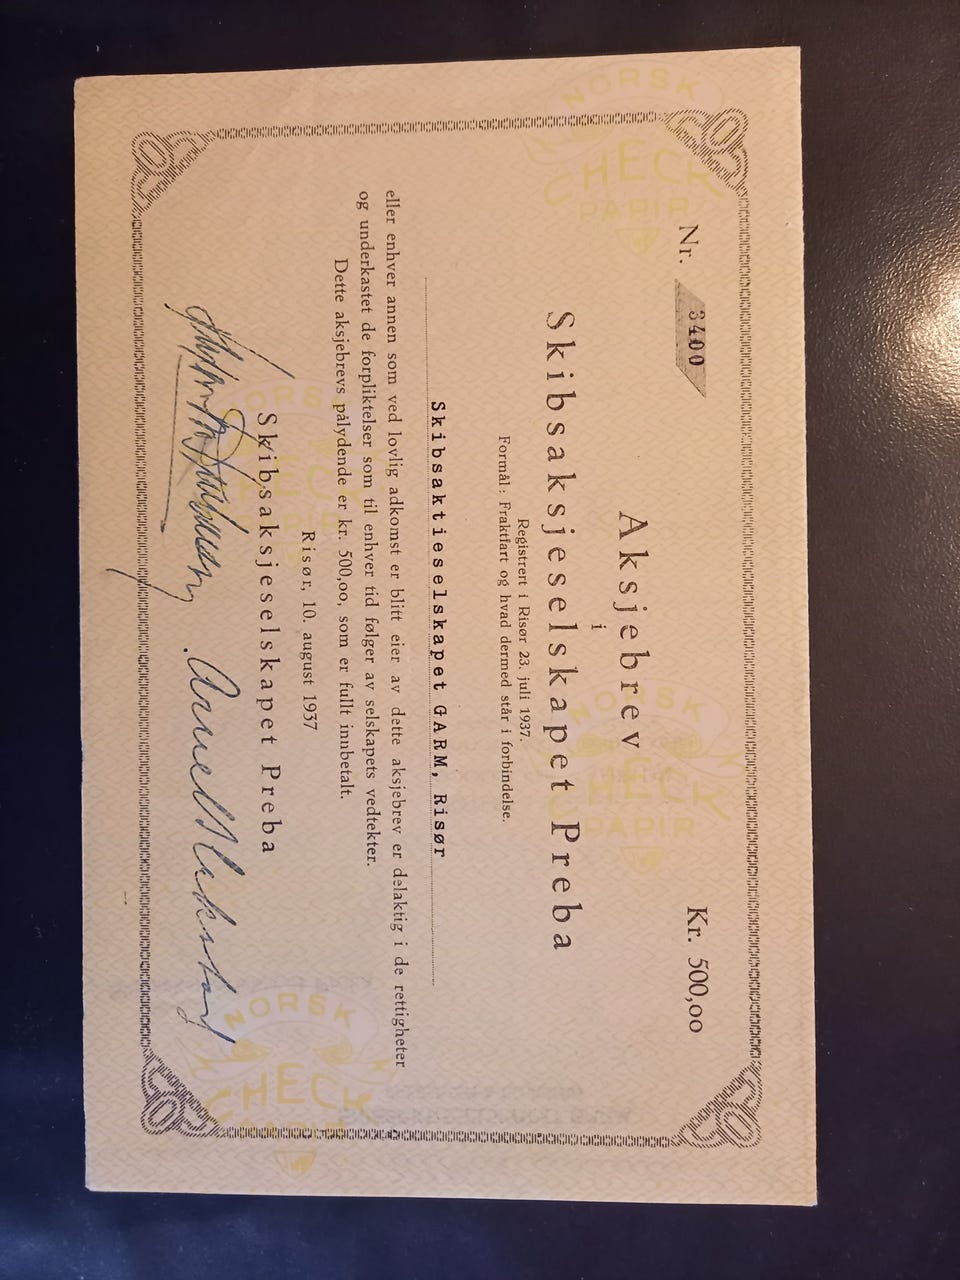 Nr. 3400
Kr. 500,oo
Aksjebrev
i
Skibsaksjeselskapet Preba
Registrert i Risør 23. juli 1937.
Formål: Fraktfart og hvad dermed står i forbindelse.
Skibsaktieselskapet GARM, Risør
eller enhver annen som ved lovlig adkomst er blitt eier av dette aksjebrev er delaktig i de rettigheter
og underkastet de forpliktelser som til enhver tid følger av selskapets vedtekter.
Dette aksjebrevs pålydende er kr. 500,oo, som er fullt innbetalt.
Risør, 10. august 1937
Skibsaksjeselskapet Preba
NORSK
CHECK
PAPIR